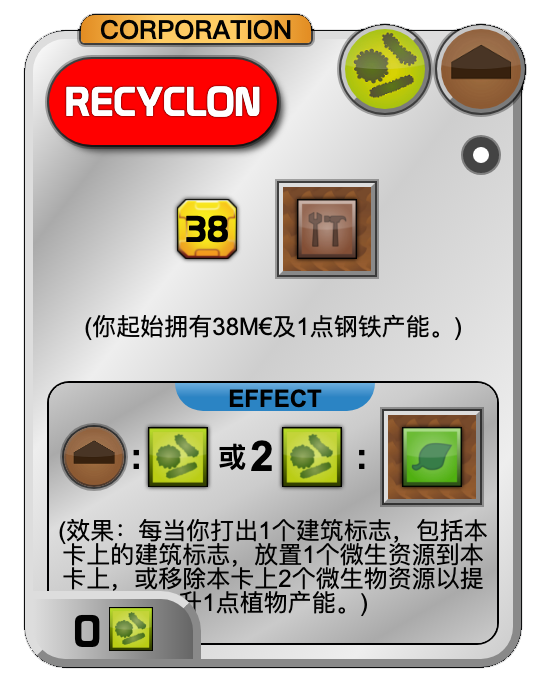 CORPORATION
RECYCLON
38
(你起始拥有38M€及1点钢铁产能。)
EFFECT
: 或2 :
(效果：每当你打出1个建筑标志，包括本
卡上的建筑标志，放置1个微生资源到本
卡上，或移除本卡上2个微生物资源以提
升1点植物产能。)
0